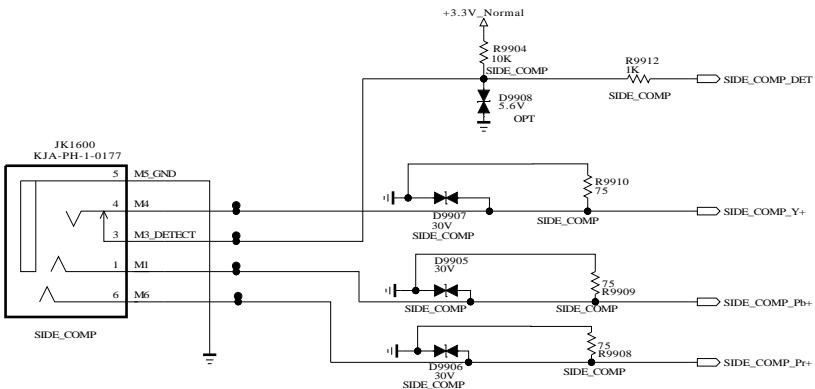 +3.3V_Normal
R9904
10K
SIDE_COMP
R9912
1K
SIDE_COMP
SIDE_COMP_DET
D9908
5.6V
OPT
JK1600
KJA-PH-1-0177
5 M5_GND
4 M4
3 M3_DETECT
1 M1
6 M6
SIDE_COMP
R9910
75
D9907
30V
SIDE_COMP
SIDE_COMP
SIDE_COMP_Y+
D9905
30V
SIDE_COMP
75
R9909
SIDE_COMP
SIDE_COMP_Pb+
D9906
30V
SIDE_COMP
75
R9908
SIDE_COMP
SIDE_COMP_Pr+